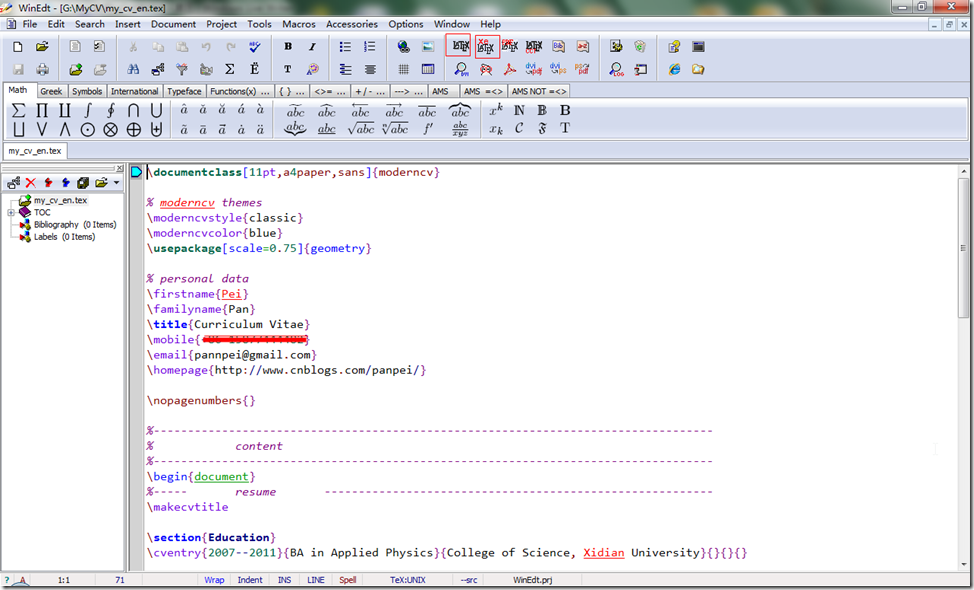 WinEdt - [G:\MyCV\my_cv_en.tex]
File Edit Search Insert Document Project Tools Macros Accessories Options Window Help
Math Greek Symbols International Typeface Functions(x) ... { } ... <>= ... + / - ... ---> ... AMS AMS =<> AMS NOT =<>
my_cv_en.tex
my_cv_en.tex
TOC
Bibliography (0 Items)
Labels (0 Items)
\documentclass[11pt,a4paper,sans]{moderncv}
% moderncv themes
\moderncvstyle{classic}
\moderncvcolor{blue}
\usepackage[scale=0.75]{geometry}
% personal data
\firstname{Pei}
\familyname{Pan}
\title{Curriculum Vitae}
\mobile{ }
\email{pannpei@gmail.com}
\homepage{http://www.cnblogs.com/panpei/}
\nopagenumbers{}
%----------------------------------------------------------------------------------
% content
%----------------------------------------------------------------------------------
\begin{document}
%----- resume ---------------------------------------------------------
\makecvtitle
\section{Education}
\cventry{2007--2011}{BA in Applied Physics}{College of Science, Xidian University}{}{}{}
? A 1:1 71 Wrap Indent INS LINE Spell TeX:UNIX --src WinEdt.prj